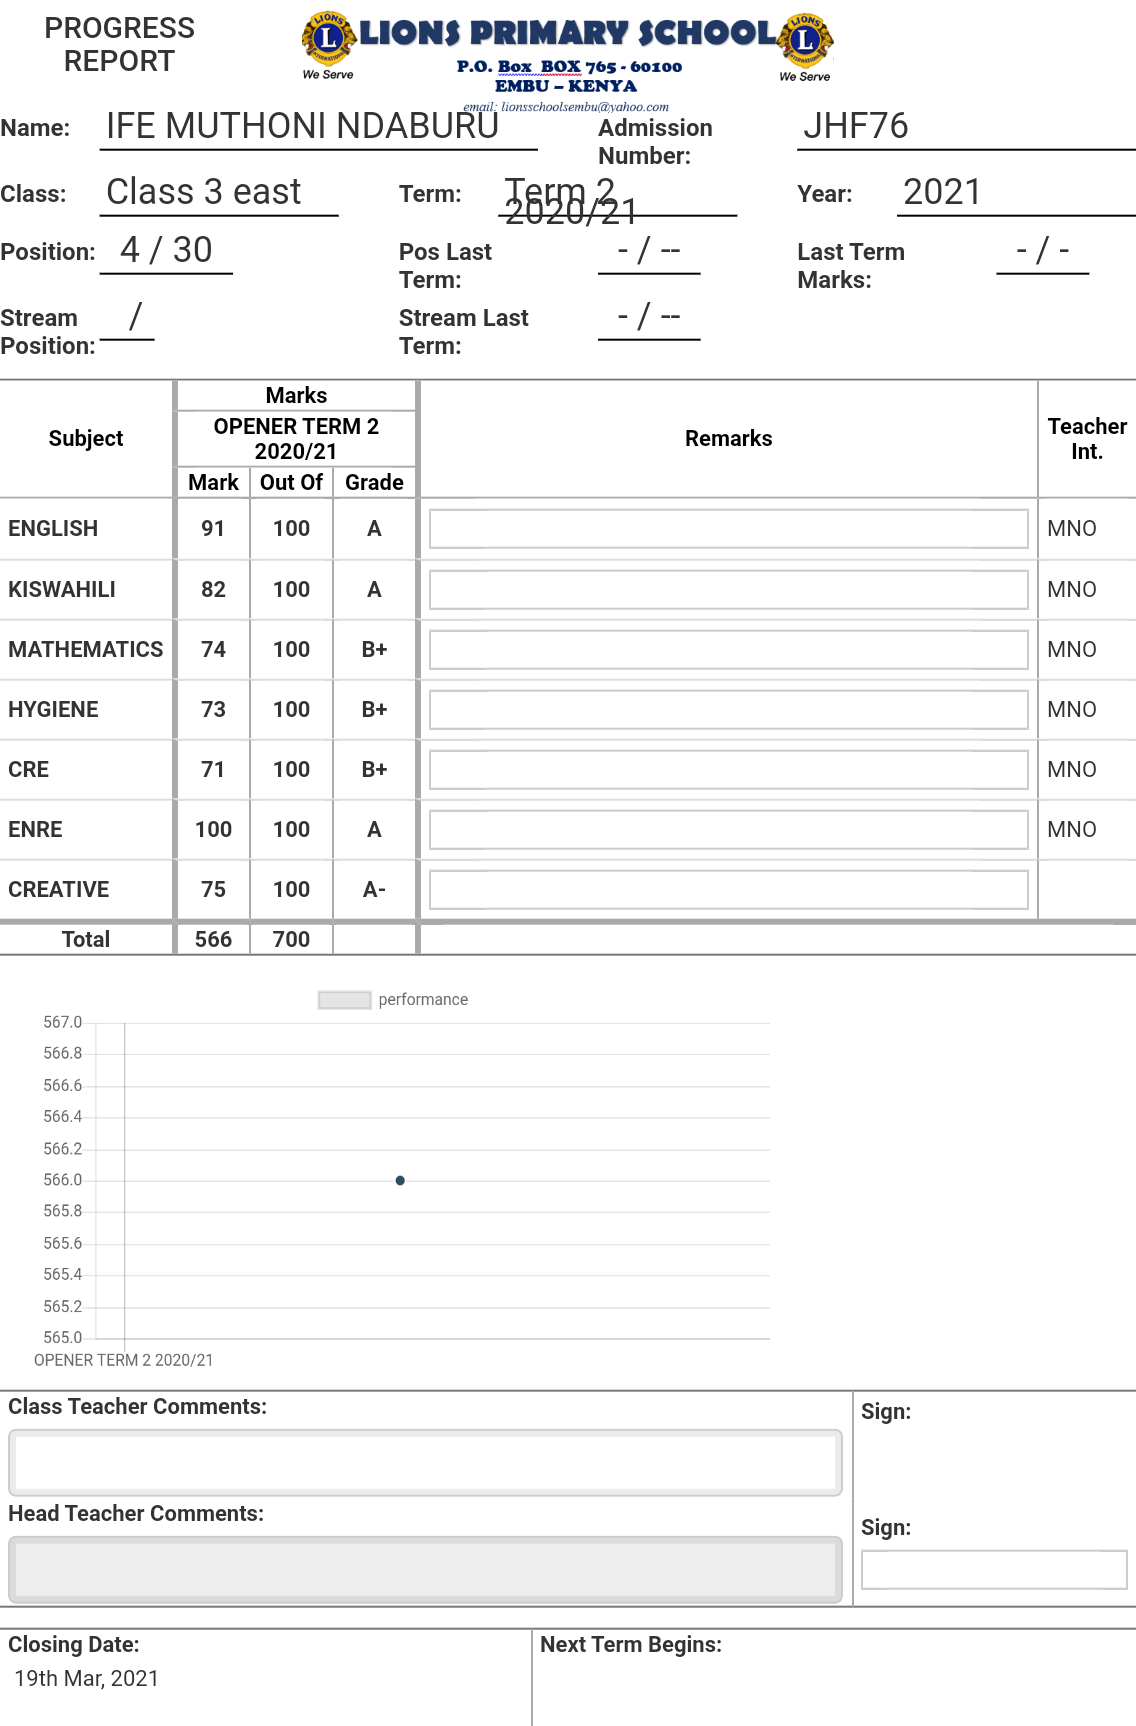 PROGRESS
REPORT
LIONS PRIMARY SCHOOL
LIONS INTERNATIONAL
L
We Serve
LIONS INTERNATIONAL
L
We Serve
P.O. Box BOX 765 - 60100
EMBU – KENYA
email: lionsschoolsembu@yahoo.com
Name: IFE MUTHONI NDABURU Admission Number: JHF76
Class: Class 3 east Term: Term 2 2020/21 Year: 2021
Position: 4 / 30 Pos Last Term: - / -- Last Term Marks: - / -
Stream Position: / Stream Last Term: - / --
Subject Marks Remarks Teacher Int.
OPENER TERM 2 2020/21
Mark Out Of Grade
ENGLISH 91 100 A MNO
KISWAHILI 82 100 A MNO
MATHEMATICS 74 100 B+ MNO
HYGIENE 73 100 B+ MNO
CRE 71 100 B+ MNO
ENRE 100 100 A MNO
CREATIVE 75 100 A-
Total 566 700
performance
567.0
566.8
566.6
566.4
566.2
566.0
565.8
565.6
565.4
565.2
565.0
OPENER TERM 2 2020/21
Class Teacher Comments: Sign:
Head Teacher Comments: Sign:
Closing Date: Next Term Begins:
19th Mar, 2021